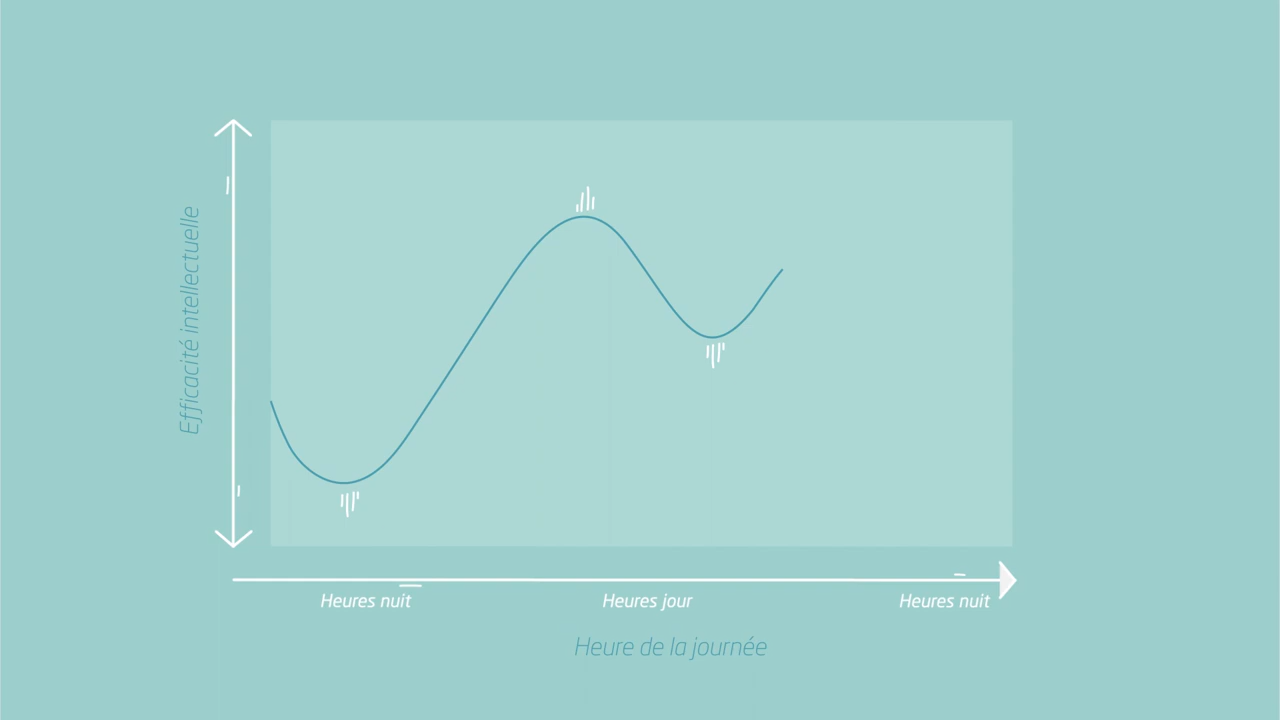 Efficacité intellectuelle
Heures nuit
Heures jour
Heures nuit
Heure de la journée